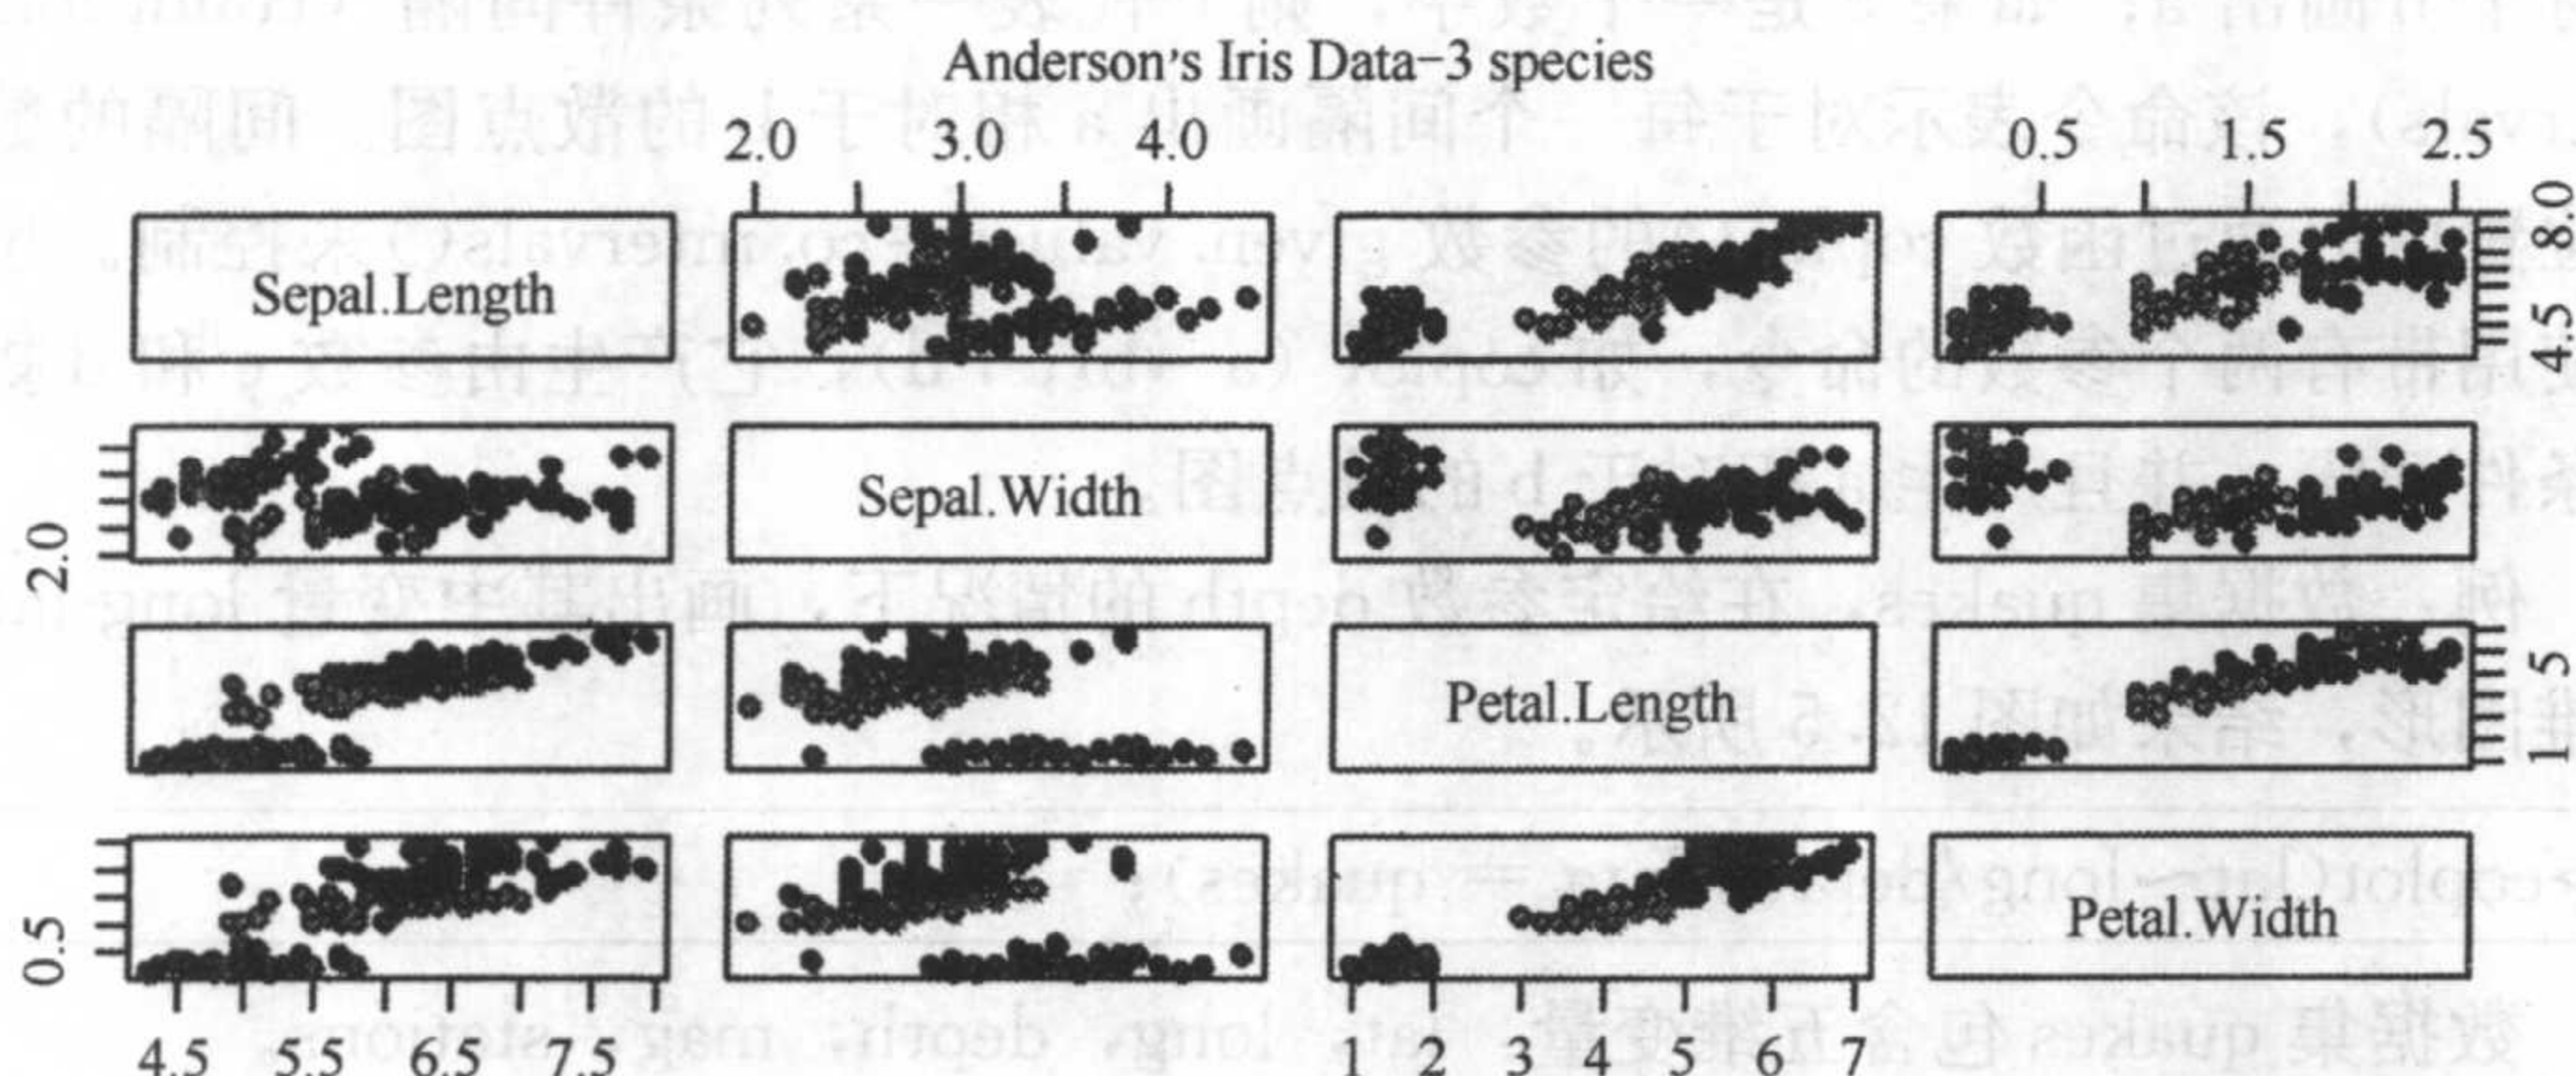 Anderson's Iris Data-3 species
2.0 3.0 4.0 0.5 1.5 2.5
Sepal.Length
4.5 8.0
2.0
Sepal.Width
Petal.Length
1 5
0.5
Petal.Width
4.5 5.5 6.5 7.5 1 2 3 4 5 6 7